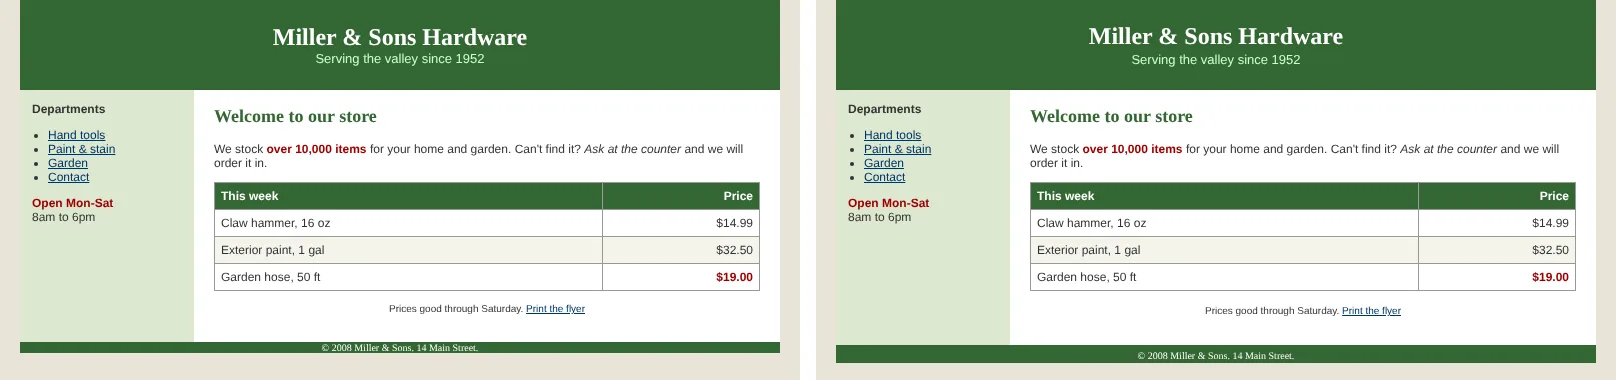 Miller & Sons Hardware
Serving the valley since 1952
Departments
Hand tools
Paint & stain
Garden
Contact
Open Mon-Sat
8am to 6pm
Welcome to our store
We stock over 10,000 items for your home and garden. Can't find it? Ask at the counter and we will
order it in.
This week Price
Claw hammer, 16 oz $14.99
Exterior paint, 1 gal $32.50
Garden hose, 50 ft $19.00
Prices good through Saturday. Print the flyer
© 2008 Miller & Sons. 14 Main Street.
Miller & Sons Hardware
Serving the valley since 1952
Departments
Hand tools
Paint & stain
Garden
Contact
Open Mon-Sat
8am to 6pm
Welcome to our store
We stock over 10,000 items for your home and garden. Can't find it? Ask at the counter and we will
order it in.
This week Price
Claw hammer, 16 oz $14.99
Exterior paint, 1 gal $32.50
Garden hose, 50 ft $19.00
Prices good through Saturday. Print the flyer
© 2008 Miller & Sons. 14 Main Street.